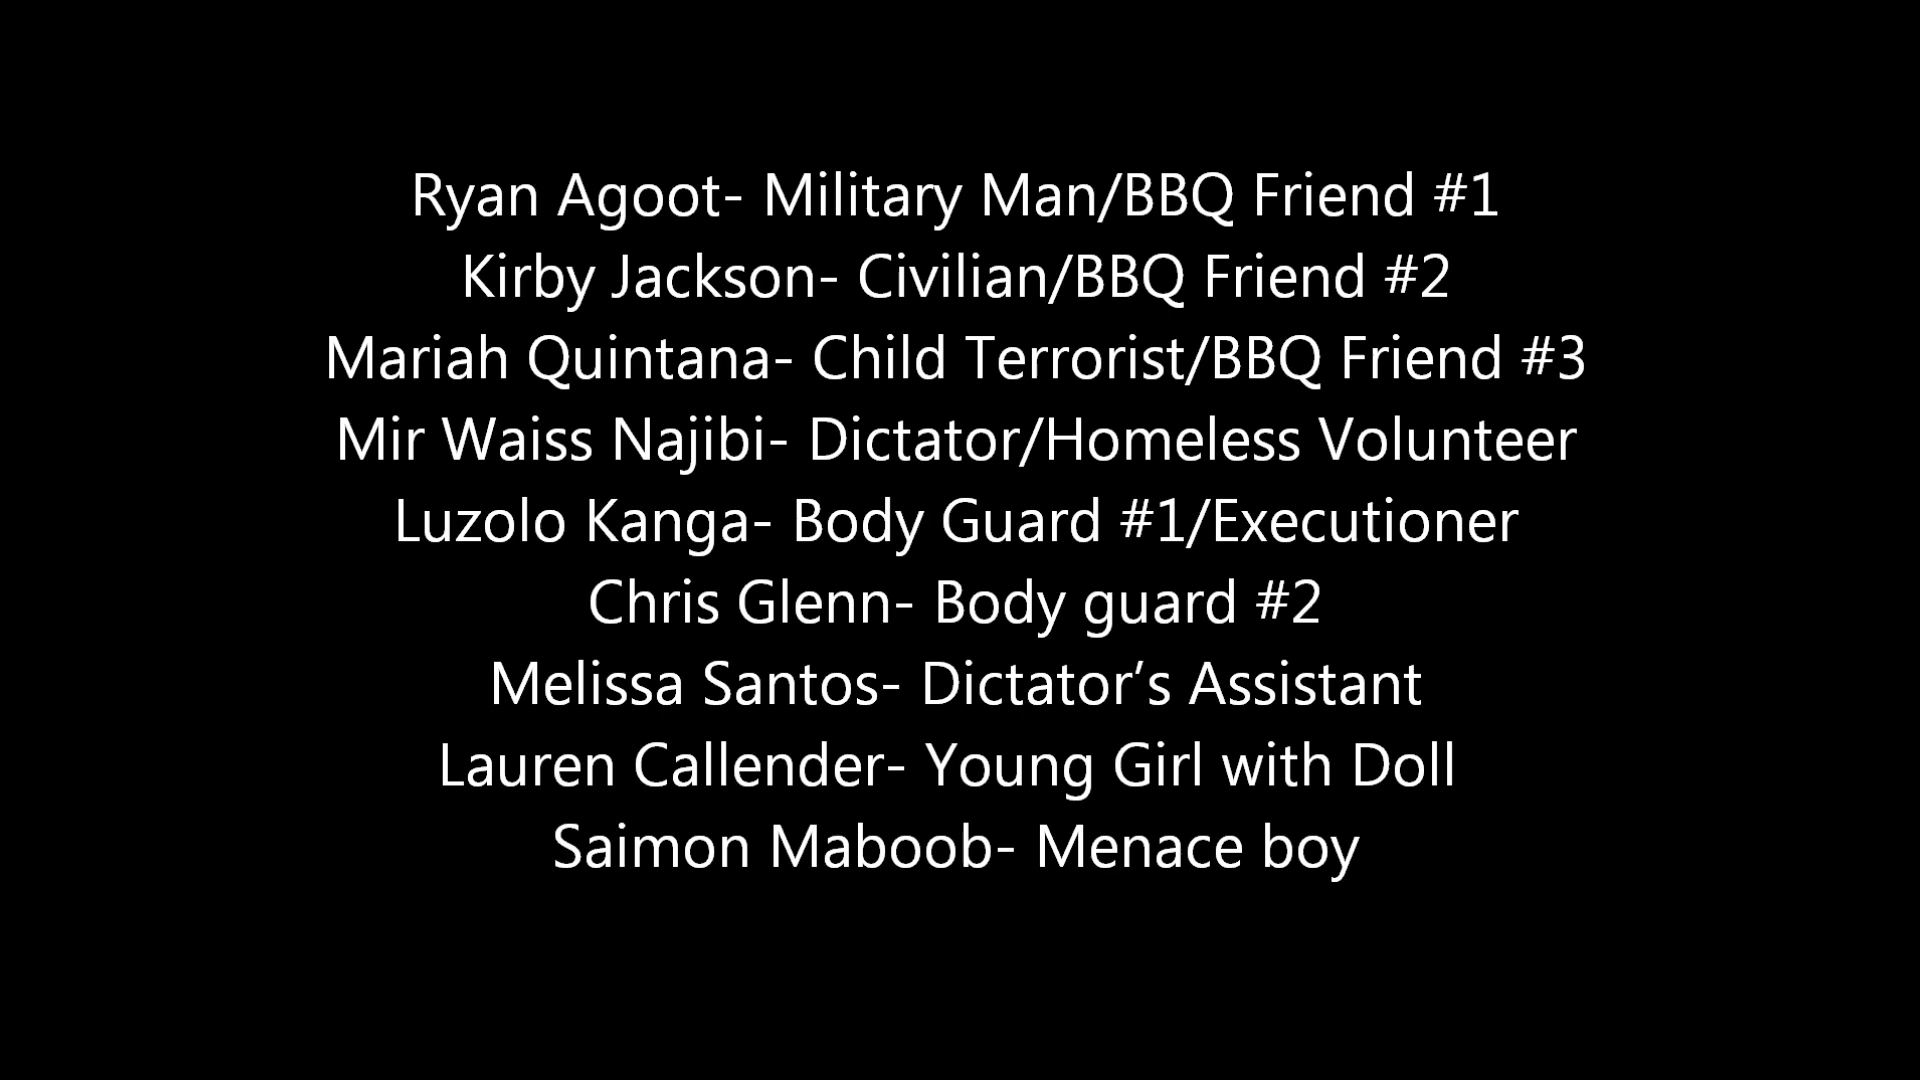 Ryan Agoot- Military Man/BBQ Friend #1
Kirby Jackson- Civilian/BBQ Friend #2
Mariah Quintana- Child Terrorist/BBQ Friend #3
Mir Waiss Najibi- Dictator/Homeless Volunteer
Luzolo Kanga- Body Guard #1/Executioner
Chris Glenn- Body guard #2
Melissa Santos- Dictator’s Assistant
Lauren Callender- Young Girl with Doll
Saimon Maboob- Menace boy